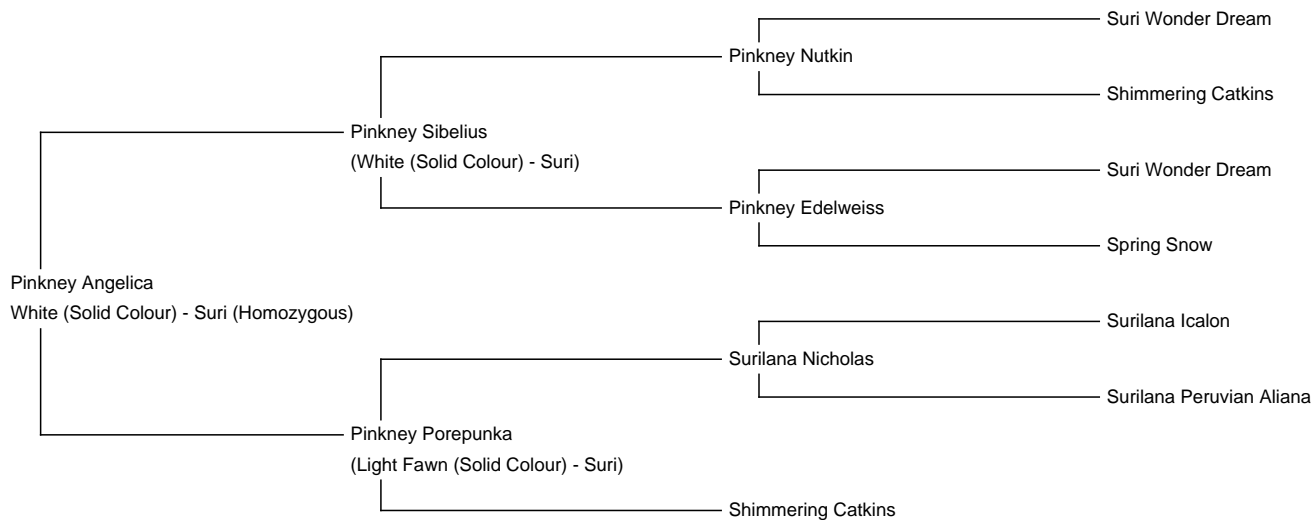 Suri Wonder Dream
Pinkney Nutkin
Shimmering Catkins
Pinkney Sibelius
(White (Solid Colour) - Suri)
Suri Wonder Dream
Pinkney Edelweiss
Spring Snow
Pinkney Angelica
White (Solid Colour) - Suri (Homozygous)
Surilana Icalon
Surilana Nicholas
Surilana Peruvian Aliana
Pinkney Porepunka
(Light Fawn (Solid Colour) - Suri)
Shimmering Catkins